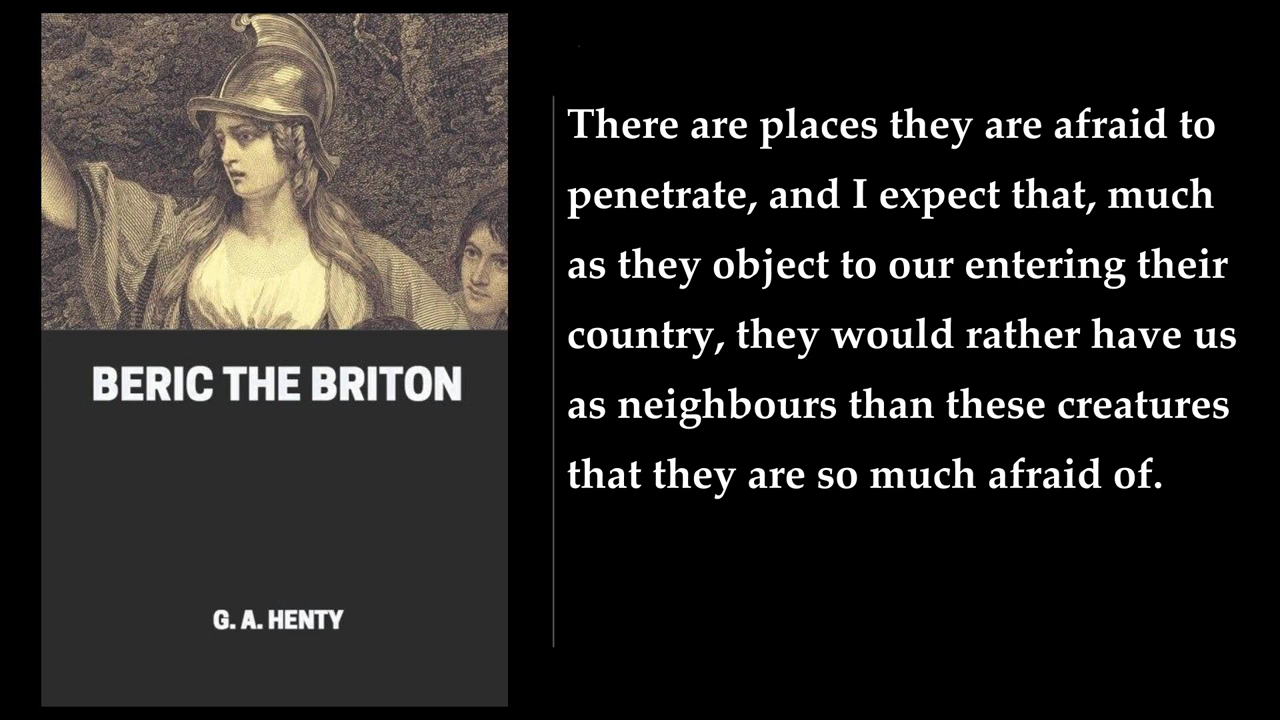 BERIC THE BRITON
G. A. HENTY
There are places they are afraid to
penetrate, and I expect that, much
as they object to our entering their
country, they would rather have us
as neighbours than these creatures
that they are so much afraid of.